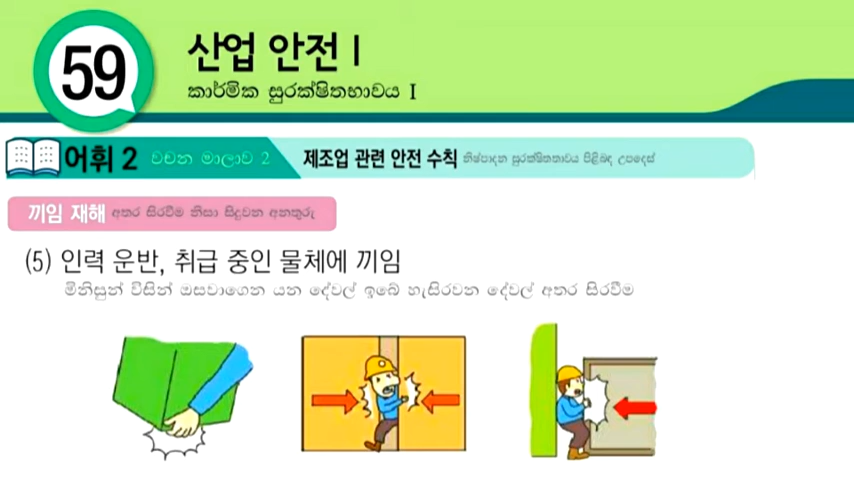 59
산업 안전 I
කාර්මික සුරක්ෂිතභාවය I
어휘 2 වචන මාලාව 2
제조업 관련 안전 수칙 නිෂ්පාදන සුරක්ෂිතතාවය පිළිබඳ උපදෙස්
끼임 재해 අතර සිරවීම නිසා සිදුවන අනතුරු
(5) 인력 운반, 취급 중인 물체에 끼임
මිනිසුන් විසින් ඔසවාගෙන යන දේවල් ඉබේ හැසිරවන දේවල් අතර සිරවීම